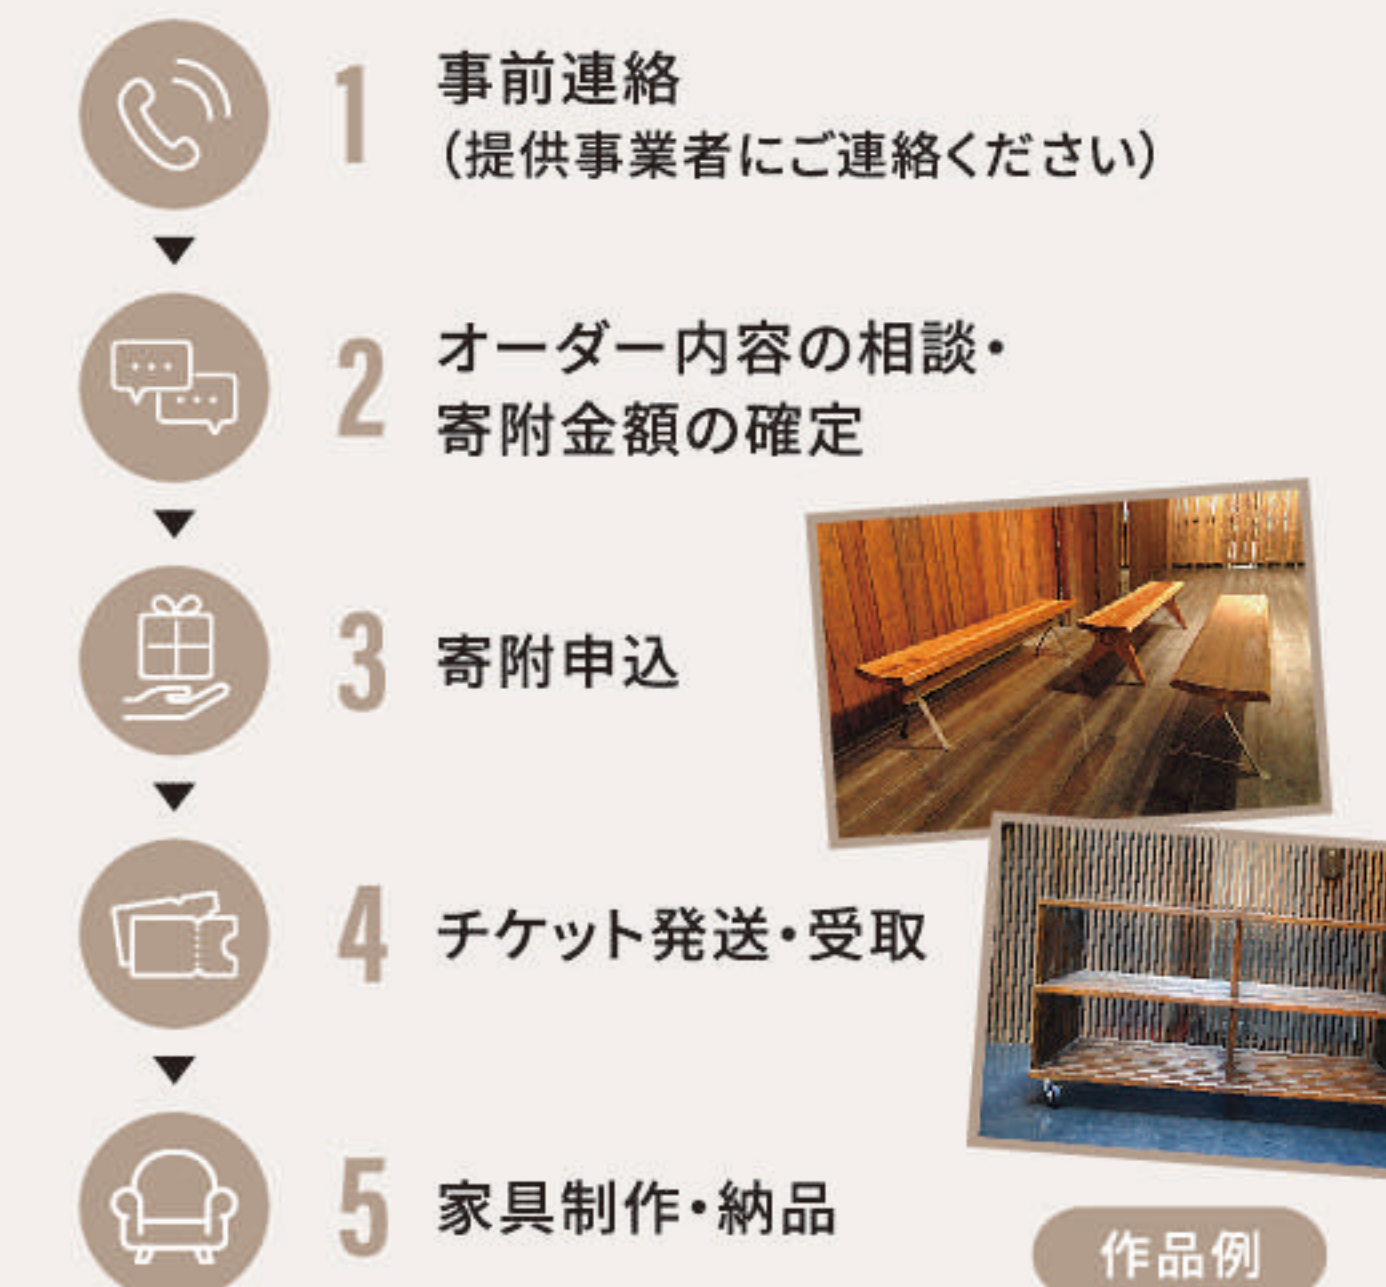 1
事前連絡
（提供事業者にご連絡ください）
2
オーダー内容の相談・
寄附金額の確定
3
寄附申込
4
チケット発送・受取
5
家具制作・納品
作品例